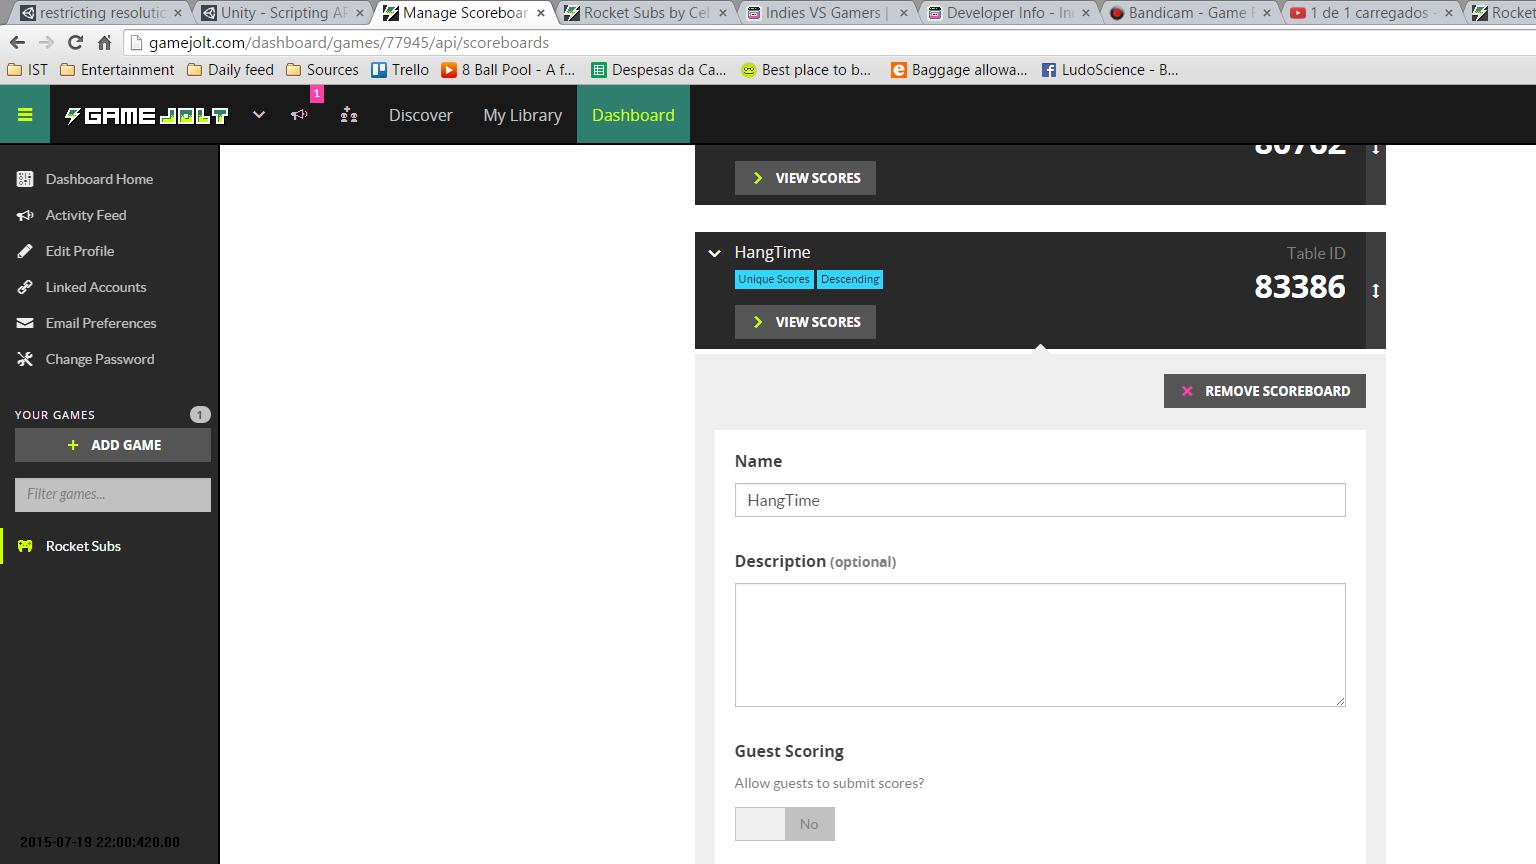 restricting resolutic
Unity - Scripting AP
Manage Scoreboar
Rocket Subs by Cel
Indies VS Gamers |
Developer Info - In
Bandicam - Game R
1 de 1 carregados -
Rocket
gamejolt.com/dashboard/games/77945/api/scoreboards
IST
Entertainment
Daily feed
Sources
Trello
8 Ball Pool - A f...
Despesas da Ca...
Best place to b...
Baggage allowa...
LudoScience - B...
GAME JOLT
1
Discover
My Library
Dashboard
Dashboard Home
Activity Feed
Edit Profile
Linked Accounts
Email Preferences
Change Password
YOUR GAMES
1
ADD GAME
Filter games...
Rocket Subs
2015-07-19 22:00:420.00
80762
VIEW SCORES
HangTime
Table ID
Unique Scores
Descending
83386
VIEW SCORES
REMOVE SCOREBOARD
Name
HangTime
Description (optional)
Guest Scoring
Allow guests to submit scores?
No